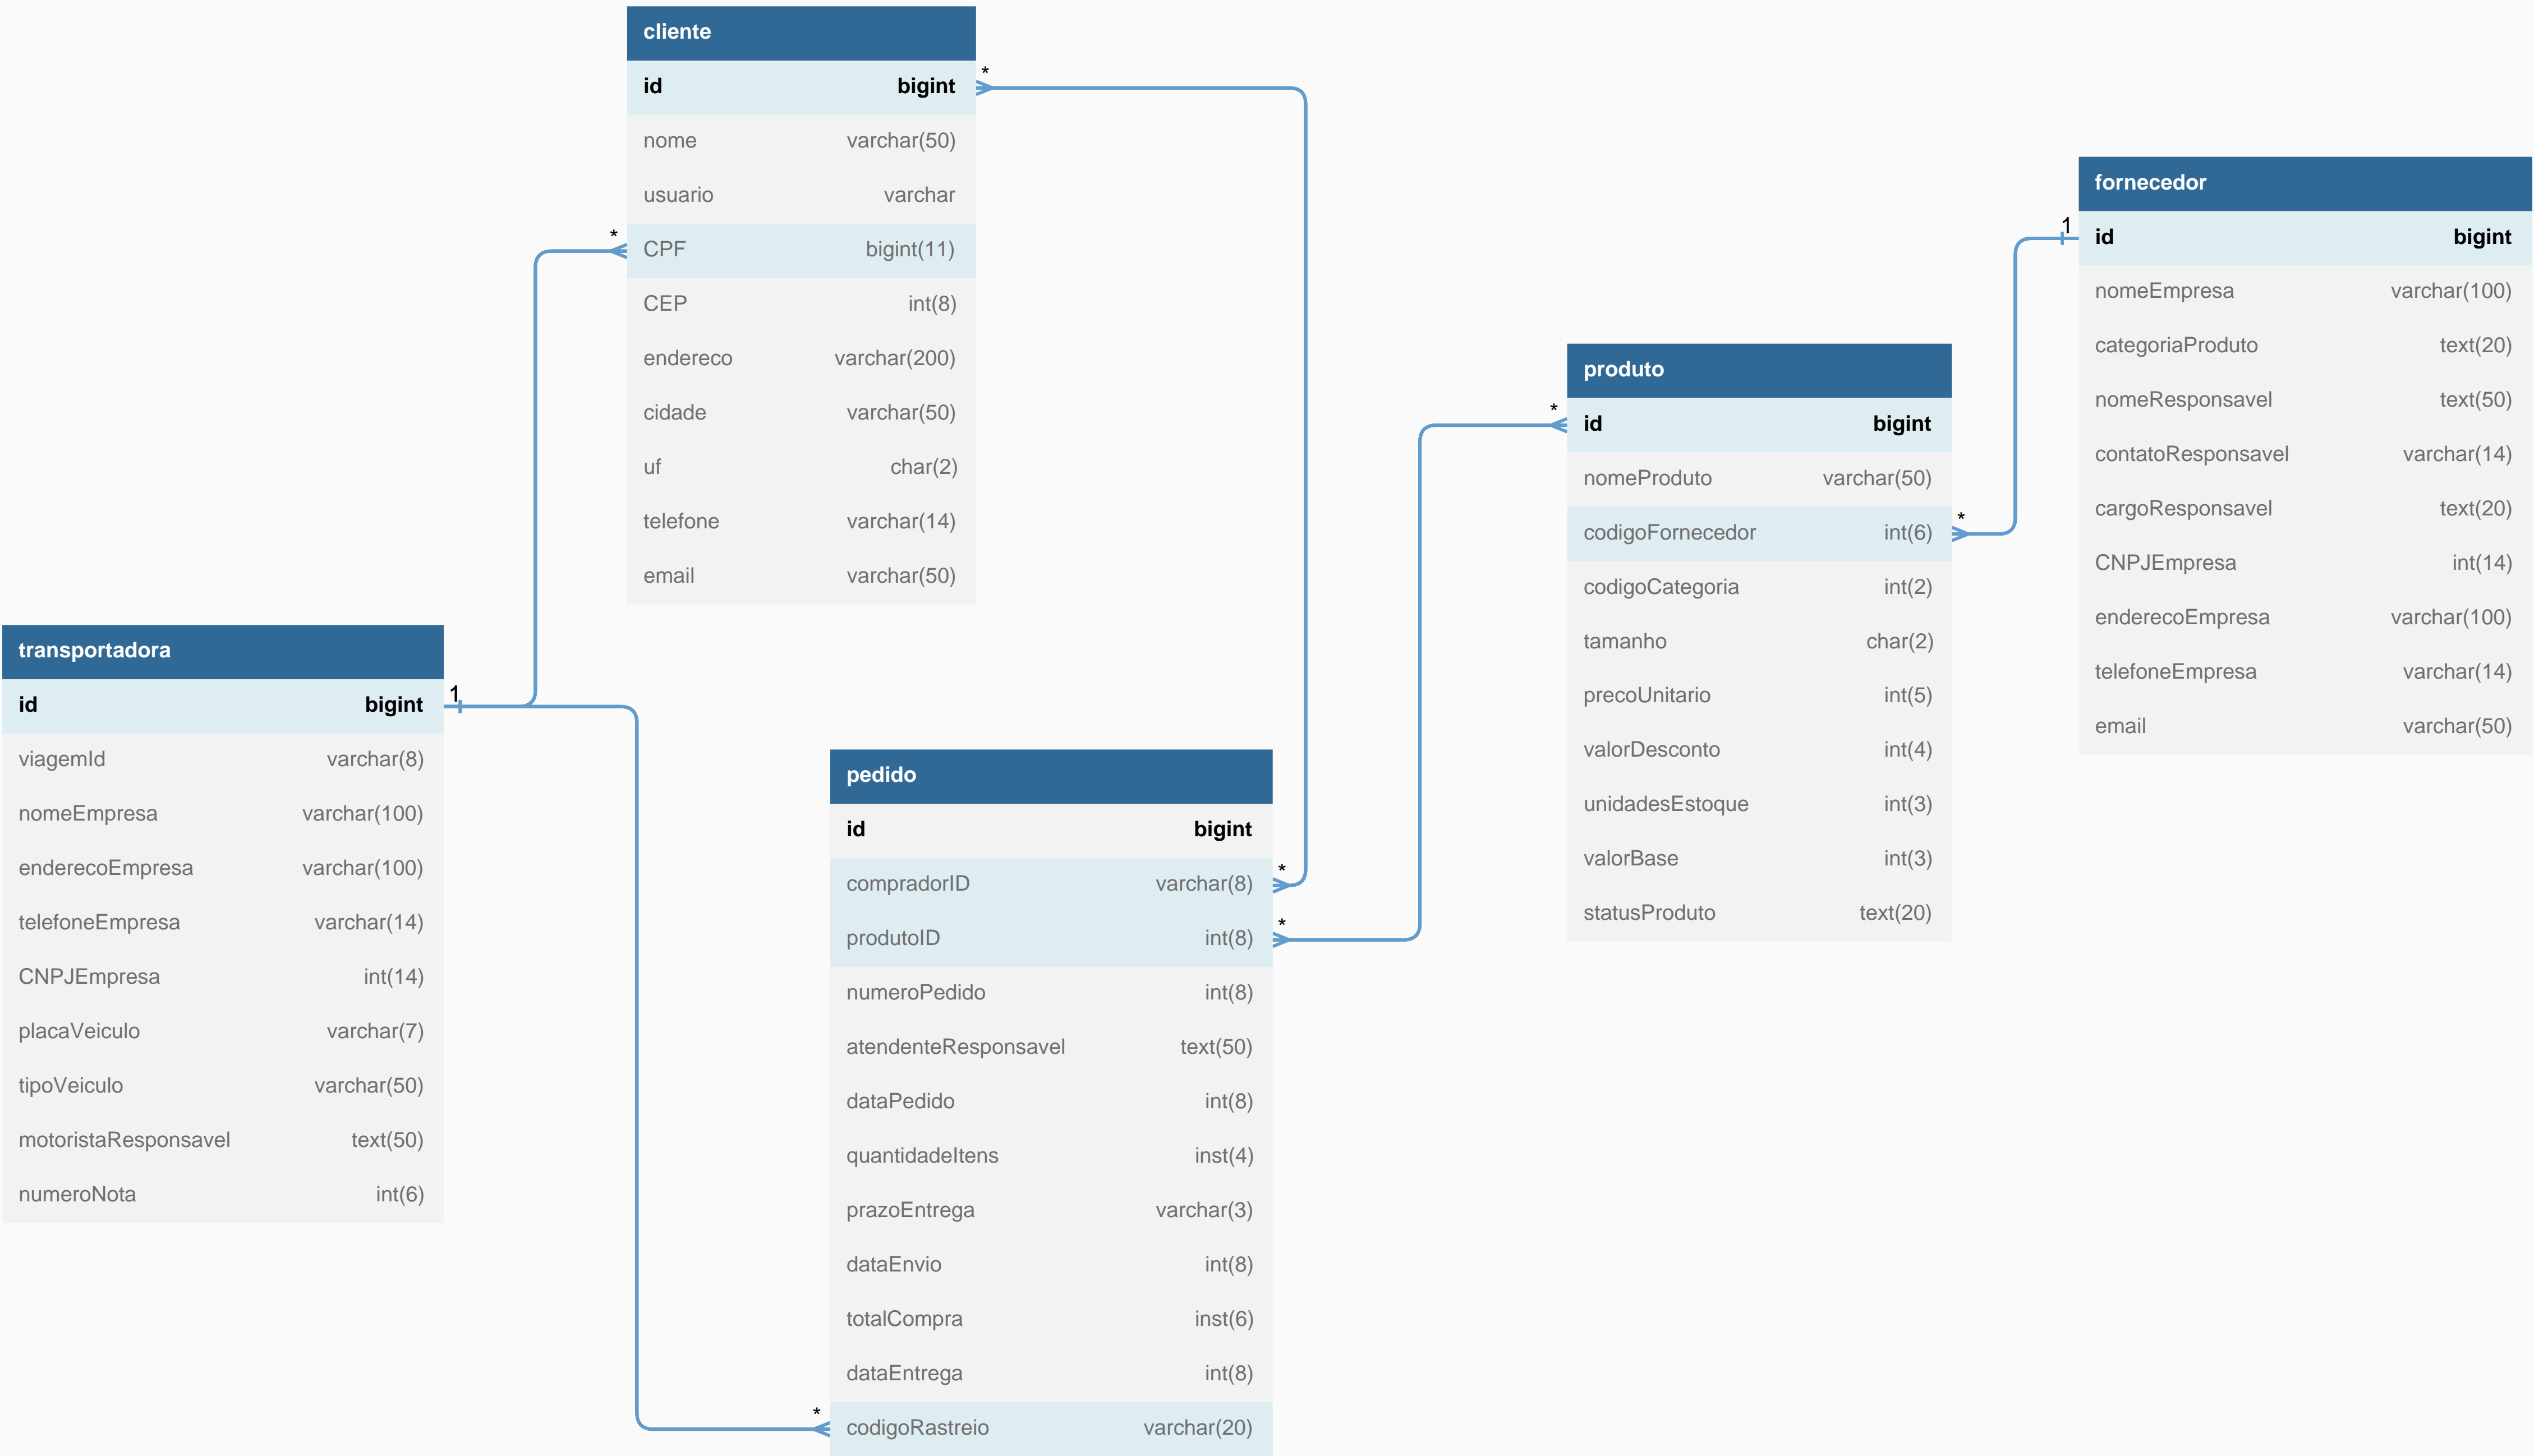 cliente
id bigint
nome varchar(50)
usuario varchar
CPF bigint(11)
CEP int(8)
endereco varchar(200)
cidade varchar(50)
uf char(2)
telefone varchar(14)
email varchar(50)
*
*
transportadora
id bigint
viagemId varchar(8)
nomeEmpresa varchar(100)
enderecoEmpresa varchar(100)
telefoneEmpresa varchar(14)
CNPJEmpresa int(14)
placaVeiculo varchar(7)
tipoVeiculo varchar(50)
motoristaResponsavel text(50)
numeroNota int(6)
1
pedido
id bigint
compradorID varchar(8)
produtoID int(8)
numeroPedido int(8)
atendenteResponsavel text(50)
dataPedido int(8)
quantidadeItens inst(4)
prazoEntrega varchar(3)
dataEnvio int(8)
totalCompra inst(6)
dataEntrega int(8)
codigoRastreio varchar(20)
*
*
*
produto
id bigint
nomeProduto varchar(50)
codigoFornecedor int(6)
codigoCategoria int(2)
tamanho char(2)
precoUnitario int(5)
valorDesconto int(4)
unidadesEstoque int(3)
valorBase int(3)
statusProduto text(20)
*
*
fornecedor
id bigint
nomeEmpresa varchar(100)
categoriaProduto text(20)
nomeResponsavel text(50)
contatoResponsavel varchar(14)
cargoResponsavel text(20)
CNPJEmpresa int(14)
enderecoEmpresa varchar(100)
telefoneEmpresa varchar(14)
email varchar(50)
1